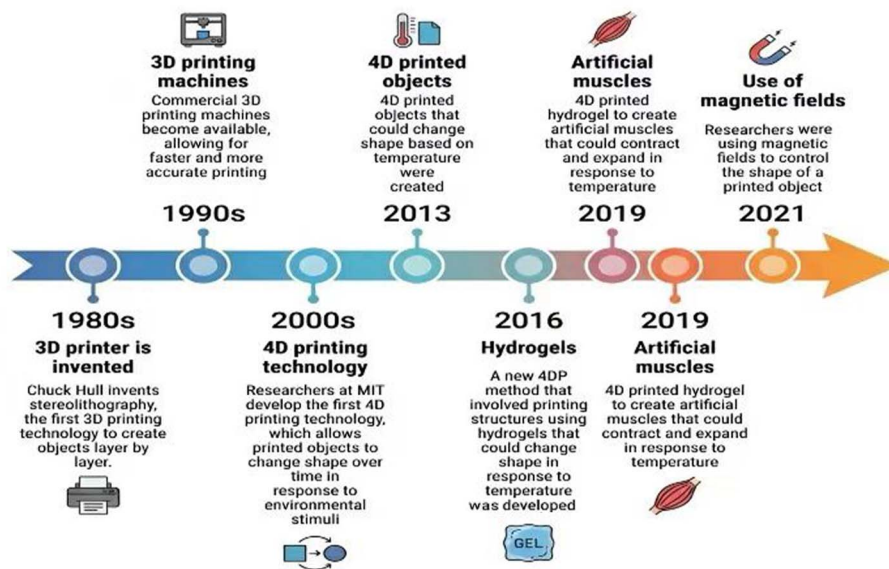 3D printing
machines
Commercial 3D
printing machines
become available,
allowing for
faster and more
accurate printing
1990s
4D printed
objects
4D printed
objects that
could change
shape based on
temperature
were
created
2013
Artificial
muscles
4D printed
hydrogel to create
artificial muscles
that could contract
and expand in
response to
temperature
2019
Use of
magnetic fields
Researchers were
using magnetic
fields to control
the shape of a
printed object
2021
1980s
3D printer is
invented
Chuck Hull invents
stereolithography,
the first 3D printing
technology to create
objects layer by
layer.
2000s
4D printing
technology
Researchers at MIT
develop the first 4D
printing technology,
which allows
printed objects to
change shape over
time in
response to
environmental
stimuli
2016
Hydrogels
A new 4DP
method that
involved printing
structures using
hydrogels that
could change
shape in
response to
temperature
was developed
GEL
2019
Artificial
muscles
4D printed hydrogel
to create artificial
muscles that could
contract and expand
in response to
temperature